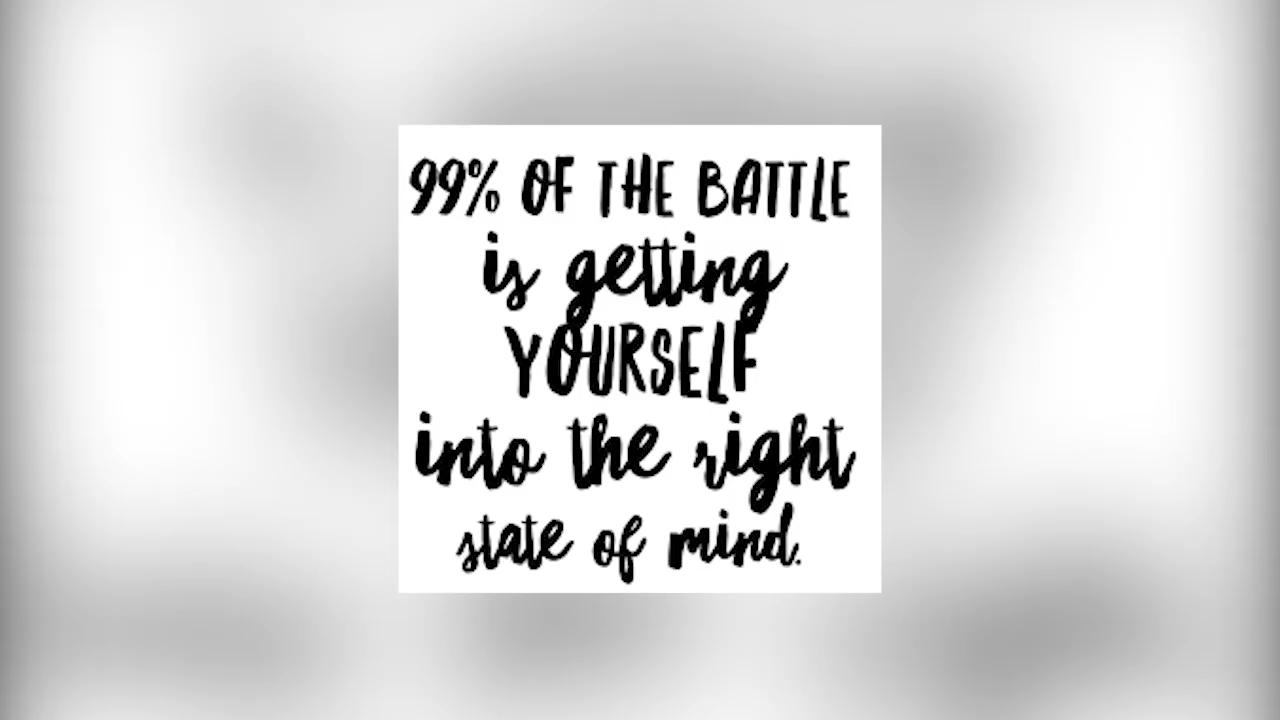 99% OF THE BATTLE
is getting
YOURSELF
into the right
state of mind.